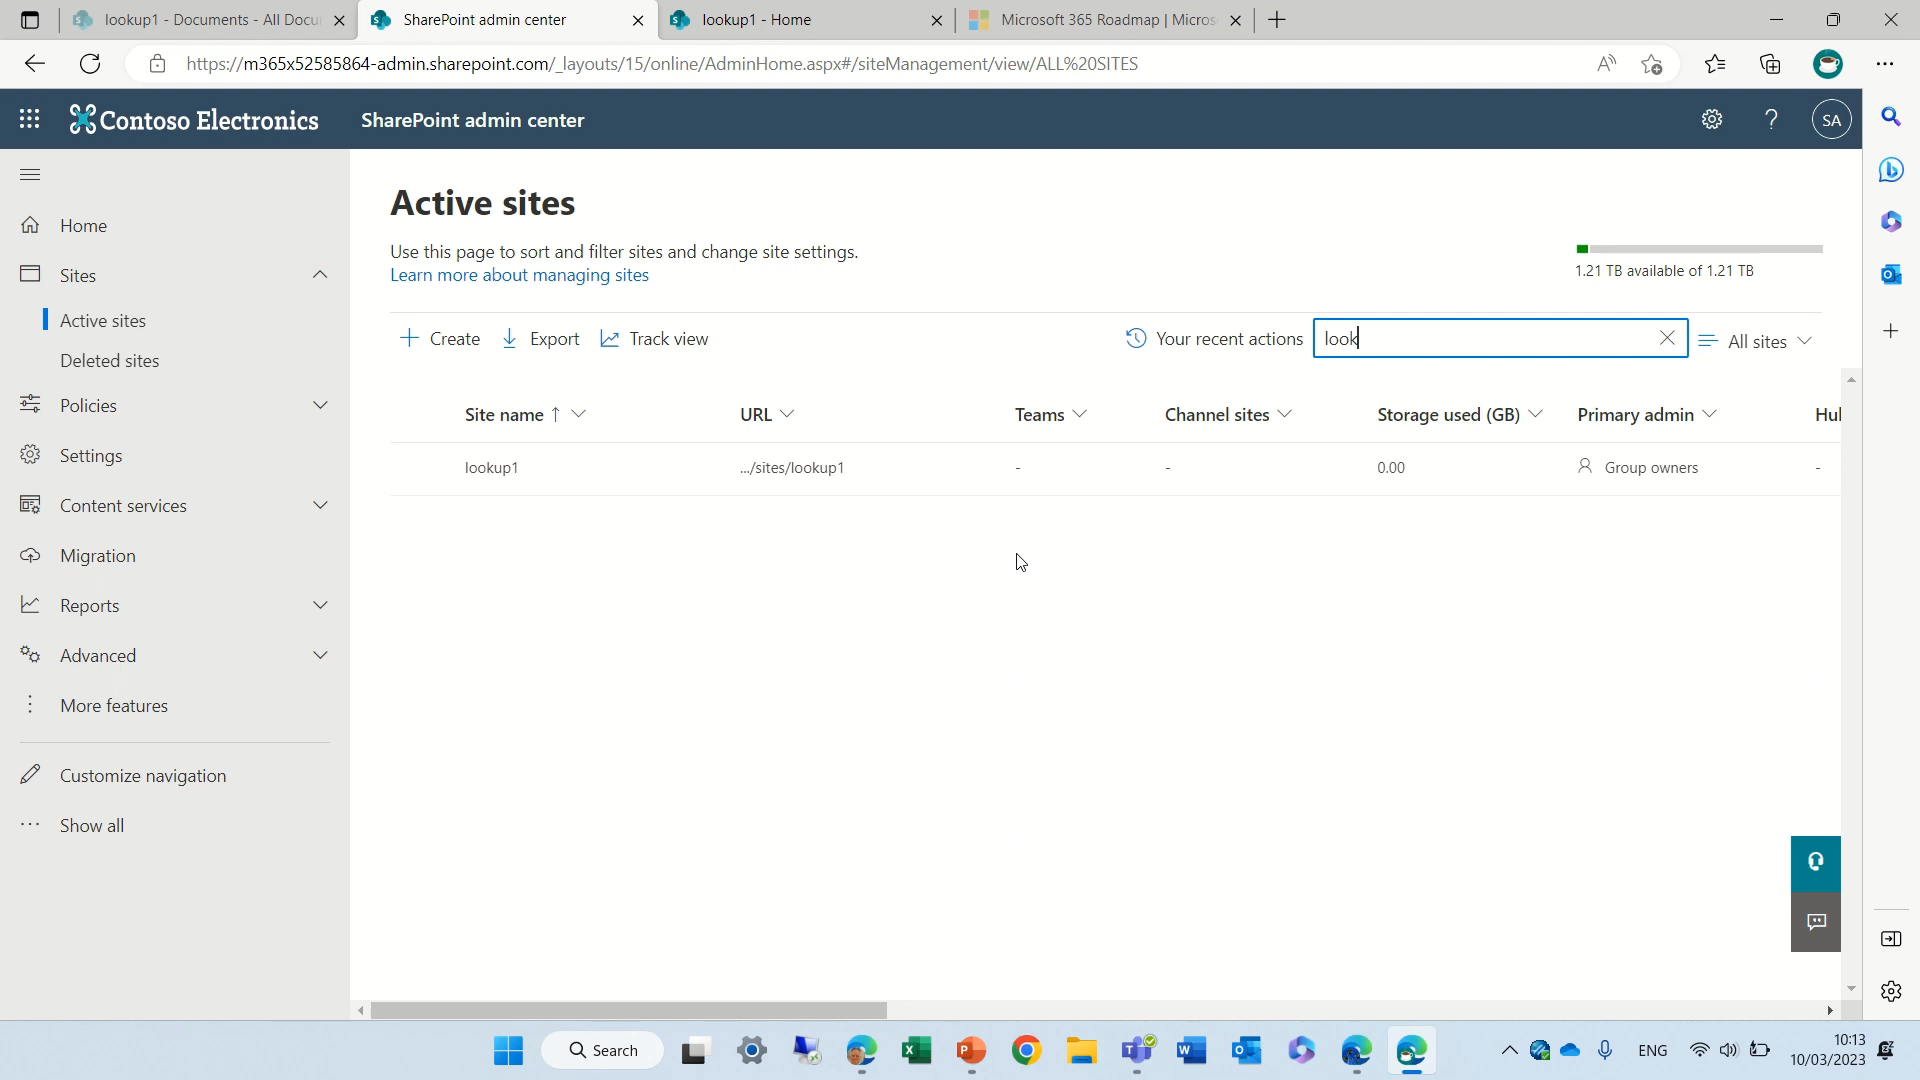 lookup1 - Documents - All Docu
SharePoint admin center
lookup1 - Home
Microsoft 365 Roadmap | Micros
https://m365x52585864-admin.sharepoint.com/_layouts/15/online/AdminHome.aspx#/siteManagement/view/ALL%20SITES
Contoso Electronics
SharePoint admin center
SA
Home
Sites
Active sites
Deleted sites
Policies
Settings
Content services
Migration
Reports
Advanced
More features
Customize navigation
Show all
Active sites
Use this page to sort and filter sites and change site settings.
Learn more about managing sites
1.21 TB available of 1.21 TB
Create
Export
Track view
Your recent actions
look
All sites
Site name
URL
Teams
Channel sites
Storage used (GB)
Primary admin
Hul
lookup1
.../sites/lookup1
-
-
0.00
Group owners
-
Search
ENG
10:13
10/03/2023